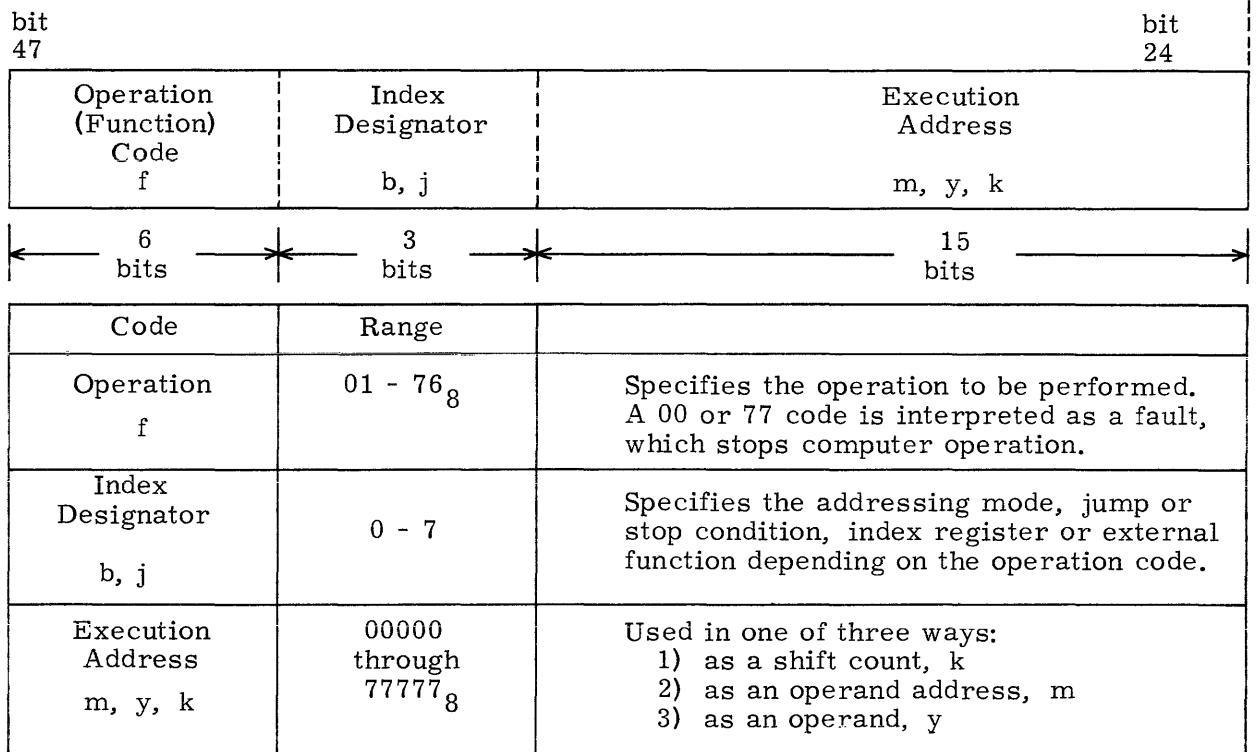 bit
47
bit
24
Operation
(Function)
Code
f
Index
Designator
b, j
Execution
Address
m, y, k
6
bits
3
bits
15
bits
Code
Range
Operation
f
01 - 76₈
Specifies the operation to be performed.
A 00 or 77 code is interpreted as a fault,
which stops computer operation.
Index
Designator
b, j
0 - 7
Specifies the addressing mode, jump or
stop condition, index register or external
function depending on the operation code.
Execution
Address
m, y, k
00000
through
77777₈
Used in one of three ways:
1) as a shift count, k
2) as an operand address, m
3) as an operand, y